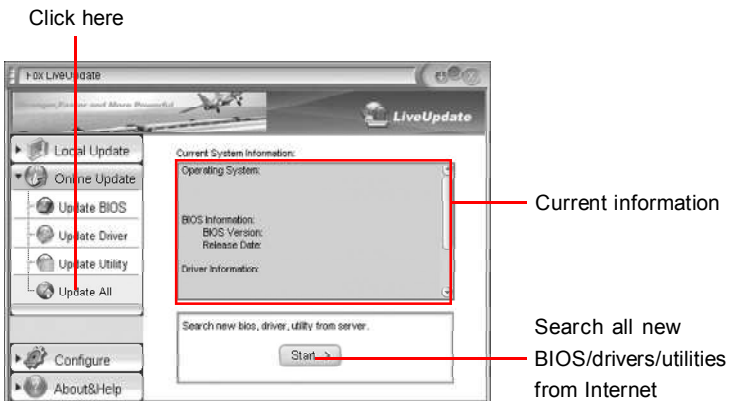 Click here
Fox LiveUpdate
LiveUpdate
Local Update
Online Update
Update BIOS
Update Driver
Update Utility
Update All
Configure
About&Help
Current System Information:
Operating System:
BIOS Information:
BIOS Version:
Release Date:
Driver Information:
Search new bios, driver, utility from server.
Start >
Current information
Search all new
BIOS/drivers/utilities
from Internet